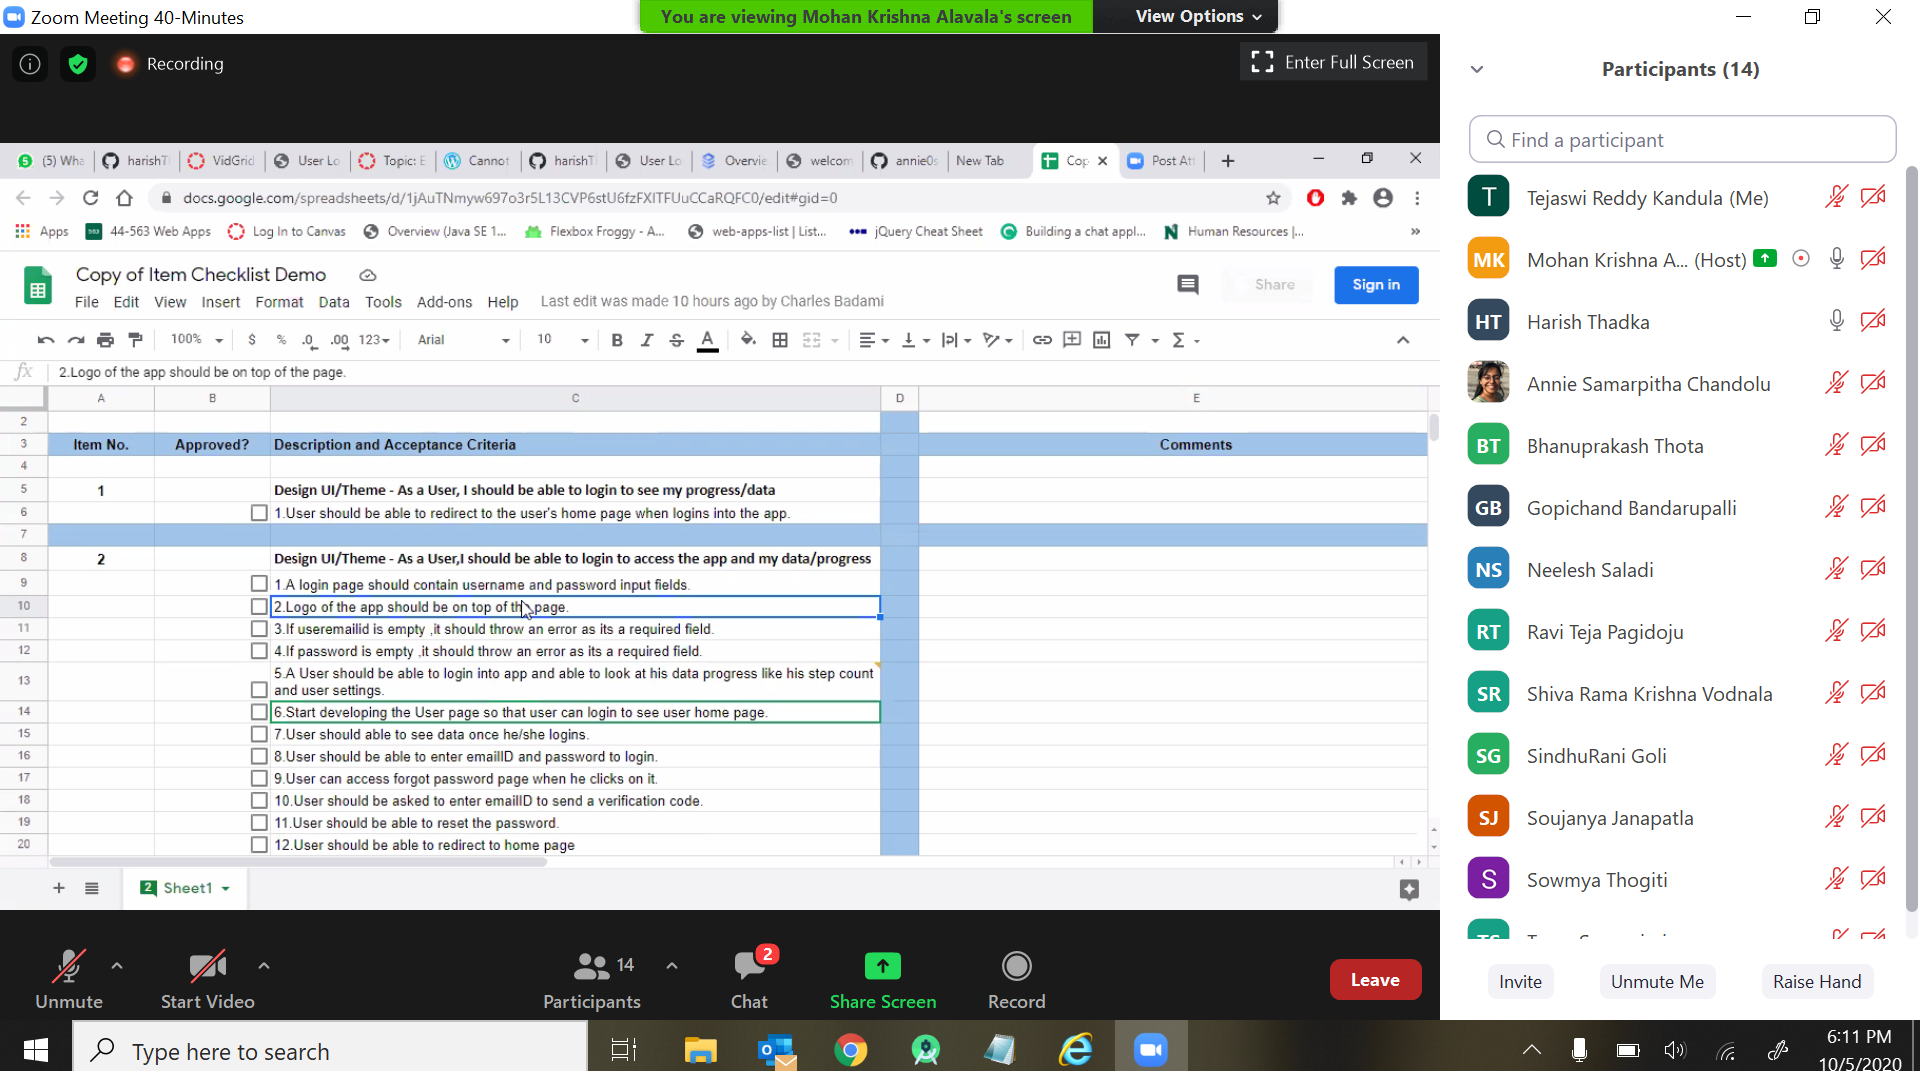 Zoom Meeting 40-Minutes
You are viewing Mohan Krishna Alavala's screen
View Options
Recording
Enter Full Screen
(5) Wha
harishT
VidGrid
User Lo
Topic: E
Cannot
harishT
User Lo
Overvie
welcom
annie0s
New Tab
Cop
Post Att
docs.google.com/spreadsheets/d/1jAuTNmyw697o3r5L13CVP6stU6fzFXITFUuCCaRQFC0/edit#gid=0
Apps
44-563 Web Apps
Log In to Canvas
Overview (Java SE 1...
Flexbox Froggy - A...
web-apps-list | List...
jQuery Cheat Sheet
Building a chat appl...
Human Resources |...
Copy of Item Checklist Demo
File Edit View Insert Format Data Tools Add-ons Help
Last edit was made 10 hours ago by Charles Badami
Share
Sign in
100% $ % .0 .00 123 Arial 10 B I S A
fx 2.Logo of the app should be on top of the page.
A B C D E
2
3 Item No. Approved? Description and Acceptance Criteria Comments
4
5 1 Design UI/Theme - As a User, I should be able to login to see my progress/data
6 1.User should be able to redirect to the user's home page when logins into the app.
7
8 2 Design UI/Theme - As a User,I should be able to login to access the app and my data/progress
9 1.A login page should contain username and password input fields.
10 2.Logo of the app should be on top of the page.
11 3.If useremailid is empty ,it should throw an error as its a required field.
12 4.If password is empty ,it should throw an error as its a required field.
13 5.A User should be able to login into app and able to look at his data progress like his step count
and user settings.
14 6.Start developing the User page so that user can login to see user home page.
15 7.User should able to see data once he/she logins.
16 8.User should be able to enter emailID and password to login.
17 9.User can access forgot password page when he clicks on it.
18 10.User should be asked to enter emailID to send a verification code.
19 11.User should be able to reset the password.
20 12.User should be able to redirect to home page
2 Sheet1
Unmute
Start Video
14
Participants
2
Chat
Share Screen
Record
Leave
Participants (14)
Find a participant
T Tejaswi Reddy Kandula (Me)
MK Mohan Krishna A... (Host)
HT Harish Thadka
Annie Samarpitha Chandolu
BT Bhanuprakash Thota
GB Gopichand Bandarupalli
NS Neelesh Saladi
RT Ravi Teja Pagidoju
SR Shiva Rama Krishna Vodnala
SG SindhuRani Goli
SJ Soujanya Janapatla
S Sowmya Thogiti
Invite
Unmute Me
Raise Hand
Type here to search
6:11 PM
10/5/2020